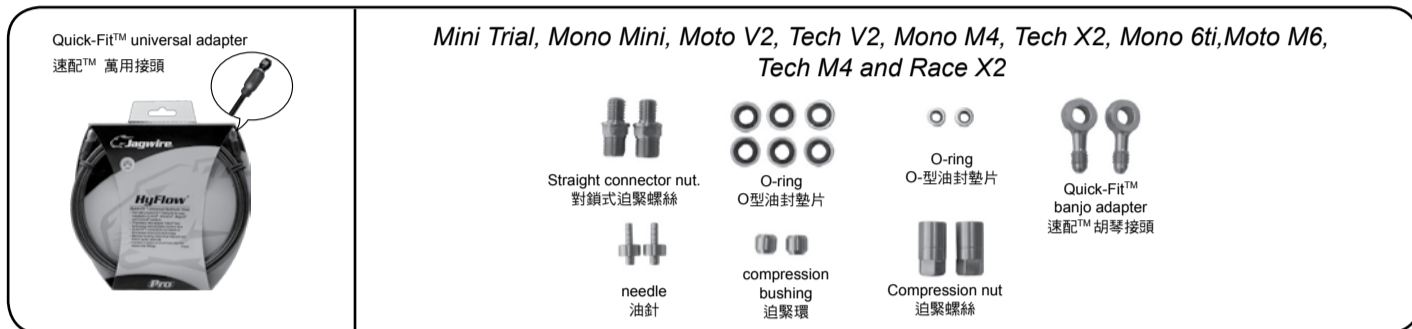 Quick-Fit™ universal adapter
速配™ 萬用接頭
Jagwire
HyFlow
Pro
Mini Trial, Mono Mini, Moto V2, Tech V2, Mono M4, Tech X2, Mono 6ti,Moto M6,
Tech M4 and Race X2
Straight connector nut.
對鎖式迫緊螺絲
O-ring
O型油封墊片
O-ring
O-型油封墊片
Quick-Fit™
banjo adapter
速配™ 胡琴接頭
needle
油針
compression
bushing
迫緊環
Compression nut
迫緊螺絲